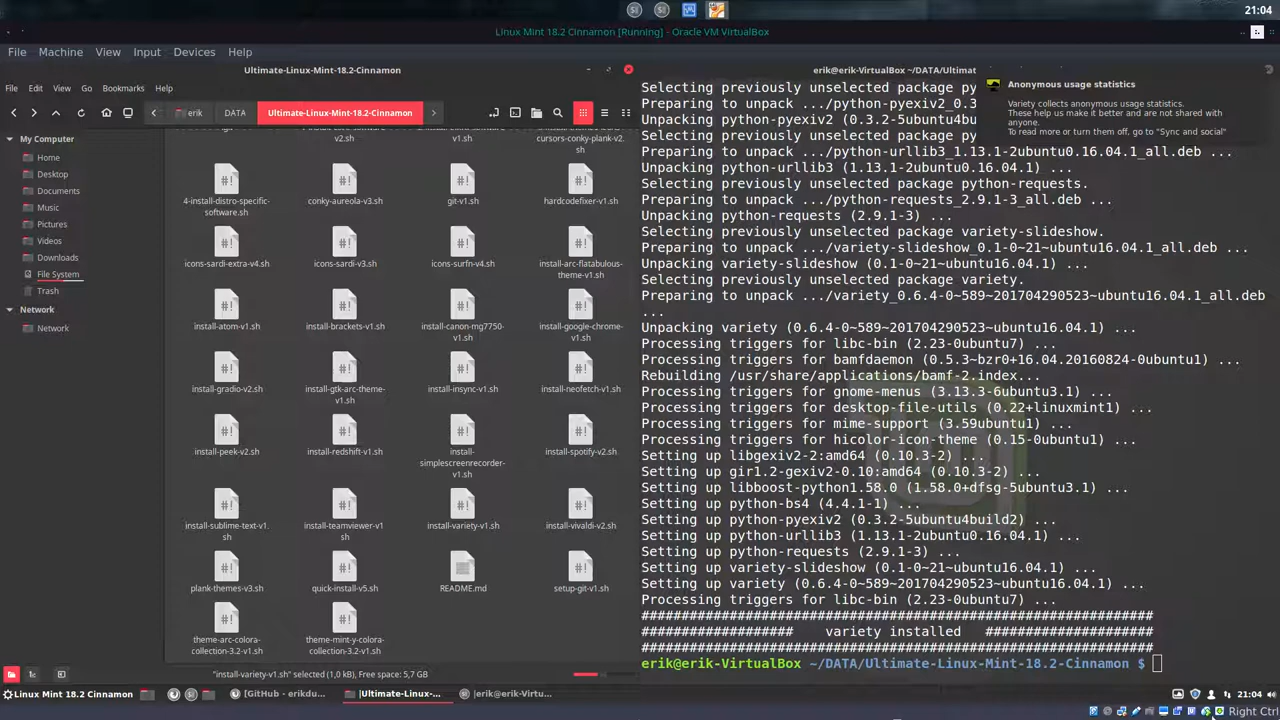 21:04
Linux Mint 18.2 Cinnamon [Running] - Oracle VM VirtualBox
File Machine View Input Devices Help
Ultimate-Linux-Mint-18.2-Cinnamon
File Edit View Go Bookmarks Help
erik DATA Ultimate-Linux-Mint-18.2-Cinnamon
My Computer
Home
Desktop
Documents
Music
Pictures
Videos
Downloads
File System
Trash
Network
Network
v2.sh
v1.sh
cursors-conky-plank-v2.
sh
4-install-distro-specific-
software.sh
conky-aureola-v3.sh
git-v1.sh
hardcodefixer-v1.sh
icons-sardi-extra-v4.sh
icons-sardi-v3.sh
icons-surfn-v4.sh
install-arc-flatabulous-
theme-v1.sh
install-atom-v1.sh
install-brackets-v1.sh
install-canon-mg7750-
v1.sh
install-google-chrome-
v1.sh
install-gradio-v2.sh
install-gtk-arc-theme-
v1.sh
install-insync-v1.sh
install-neofetch-v1.sh
install-peek-v2.sh
install-redshift-v1.sh
install-
simplescreenrecorder-
v1.sh
install-spotify-v2.sh
install-sublime-text-v1.
sh
install-teamviewer-v1
sh
install-variety-v1.sh
install-vivaldi-v2.sh
plank-themes-v3.sh
quick-install-v5.sh
README.md
setup-git-v1.sh
theme-arc-colora-
collection-3.2-v1.sh
theme-mint-y-colora-
collection-3.2-v1.sh
"install-variety-v1.sh" selected (1,0 kB), Free space: 5,7 GB
erik@erik-VirtualBox ~/DATA/Ultimat
Anonymous usage statistics
Variety collects anonymous usage statistics.
These help us make it better and are not shared with
anyone.
To read more or turn them off, go to "Sync and social"
Selecting previously unselected package py
Preparing to unpack .../python-pyexiv2_0.3
Unpacking python-pyexiv2 (0.3.2-5ubuntu4bu
Selecting previously unselected package py
Preparing to unpack .../python-urllib3_1.13.1-2ubuntu0.16.04.1_all.deb ...
Unpacking python-urllib3 (1.13.1-2ubuntu0.16.04.1) ...
Selecting previously unselected package python-requests.
Preparing to unpack .../python-requests_2.9.1-3_all.deb ...
Unpacking python-requests (2.9.1-3) ...
Selecting previously unselected package variety-slideshow.
Preparing to unpack .../variety-slideshow_0.1-0~21~ubuntu16.04.1_all.deb ...
Unpacking variety-slideshow (0.1-0~21~ubuntu16.04.1) ...
Selecting previously unselected package variety.
Preparing to unpack .../variety_0.6.4-0~589~201704290523~ubuntu16.04.1_all.deb
...
Unpacking variety (0.6.4-0~589~201704290523~ubuntu16.04.1) ...
Processing triggers for libc-bin (2.23-0ubuntu7) ...
Processing triggers for bamfdaemon (0.5.3~bzr0+16.04.20160824-0ubuntu1) ...
Rebuilding /usr/share/applications/bamf-2.index...
Processing triggers for gnome-menus (3.13.3-6ubuntu3.1) ...
Processing triggers for desktop-file-utils (0.22+linuxmint1) ...
Processing triggers for mime-support (3.59ubuntu1) ...
Processing triggers for hicolor-icon-theme (0.15-0ubuntu1) ...
Setting up libgexiv2-2:amd64 (0.10.3-2) ...
Setting up gir1.2-gexiv2-0.10:amd64 (0.10.3-2) ...
Setting up libboost-python1.58.0 (1.58.0+dfsg-5ubuntu3.1) ...
Setting up python-bs4 (4.4.1-1) ...
Setting up python-pyexiv2 (0.3.2-5ubuntu4build2) ...
Setting up python-urllib3 (1.13.1-2ubuntu0.16.04.1) ...
Setting up python-requests (2.9.1-3) ...
Setting up variety-slideshow (0.1-0~21~ubuntu16.04.1) ...
Setting up variety (0.6.4-0~589~201704290523~ubuntu16.04.1) ...
Processing triggers for libc-bin (2.23-0ubuntu7) ...
################################################################
################### variety installed #####################
################################################################
erik@erik-VirtualBox ~/DATA/Ultimate-Linux-Mint-18.2-Cinnamon $
Linux Mint 18.2 Cinnamon [GitHub - erikdu... |Ultimate-Linux-... |erik@erik-Virtu... 21:04
Right Ctrl